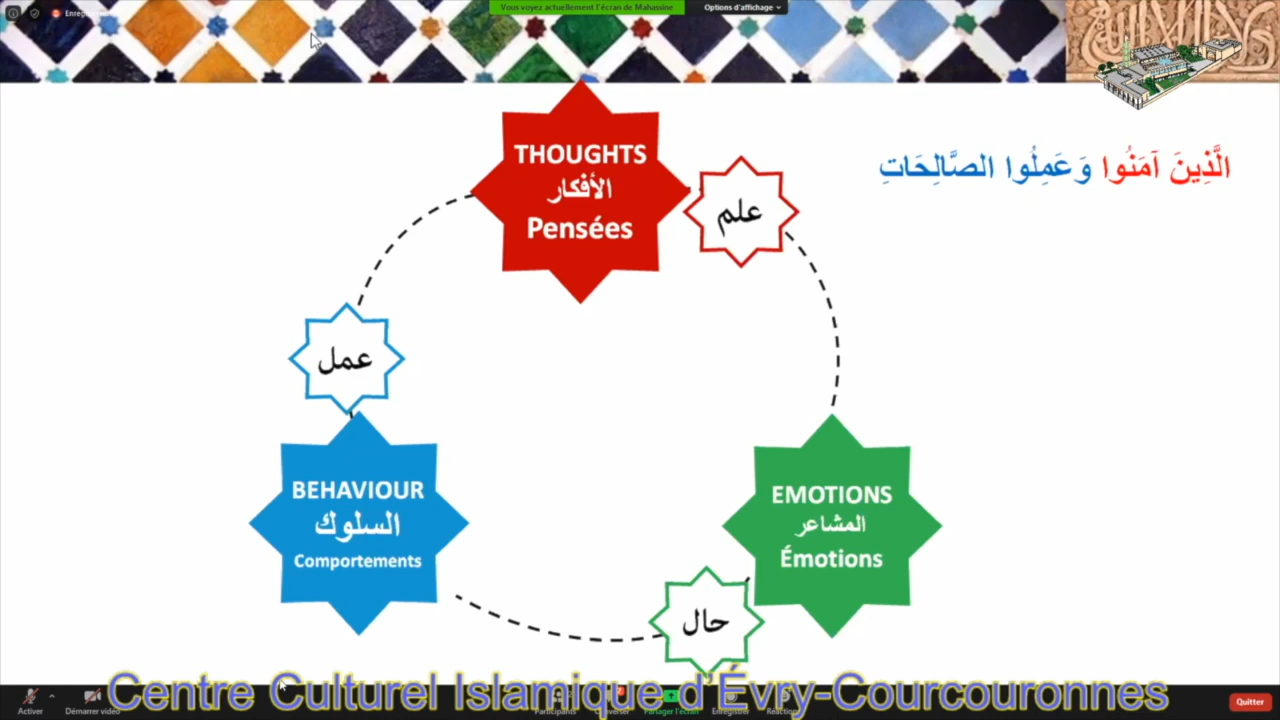 Vous voyez actuellement l'écran de Mahassine
Options d'affichage
الَّذِينَ آمَنُوا وَعَمِلُوا الصَّالِحَاتِ
THOUGHTS
الأفكار
Pensées
علم
عمل
BEHAVIOUR
السلوك
Comportements
EMOTIONS
المشاعر
Émotions
حال
Centre Culturel Islamique d'Évry-Courcouronnes
Activer
Démarrer vidéo
Participants
Partager l'écran
Enregistrer
Quitter